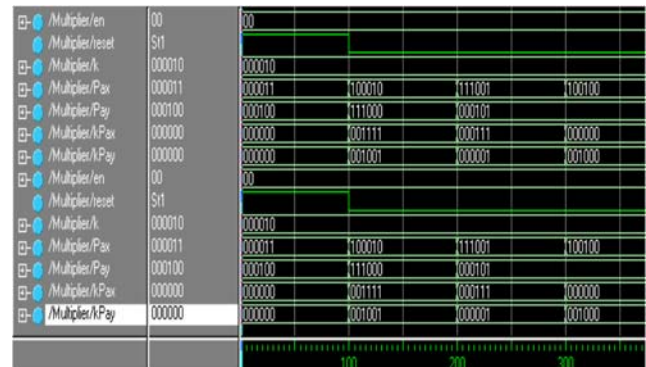 /Multiplier/en 00 00
/Multiplier/reset St1
/Multiplier/k 000010 000010
/Multiplier/Pax 000011 000011 100010 111001 100100
/Multiplier/Pay 000100 000100 111000 000101
/Multiplier/kPax 000000 000000 001111 000111 000000
/Multiplier/kPay 000000 000000 001001 000001 001000
/Multiplier/en 00 00
/Multiplier/reset St1
/Multiplier/k 000010 000010
/Multiplier/Pax 000011 000011 100010 111001 100100
/Multiplier/Pay 000100 000100 111000 000101
/Multiplier/kPax 000000 000000 001111 000111 000000
/Multiplier/kPay 000000 000000 001001 000001 001000
100 200 300